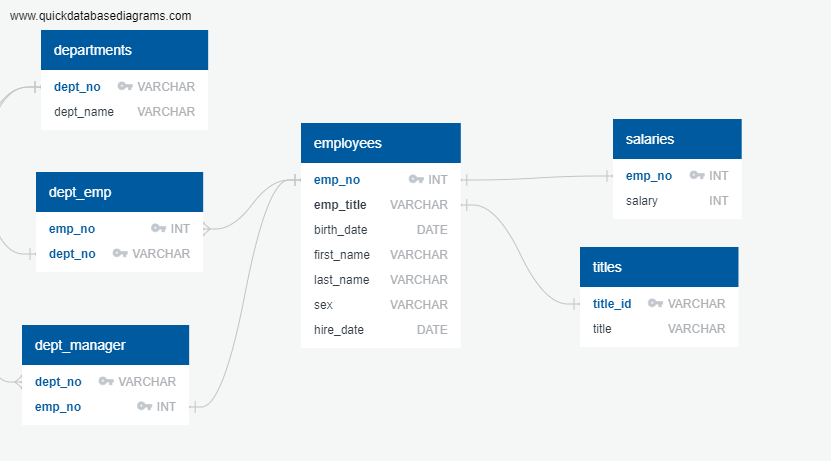 www.quickdatabasediagrams.com
departments
dept_no VARCHAR
dept_name VARCHAR
dept_emp
emp_no INT
dept_no VARCHAR
dept_manager
dept_no VARCHAR
emp_no INT
employees
emp_no INT
emp_title VARCHAR
birth_date DATE
first_name VARCHAR
last_name VARCHAR
sex VARCHAR
hire_date DATE
salaries
emp_no INT
salary INT
titles
title_id VARCHAR
title VARCHAR